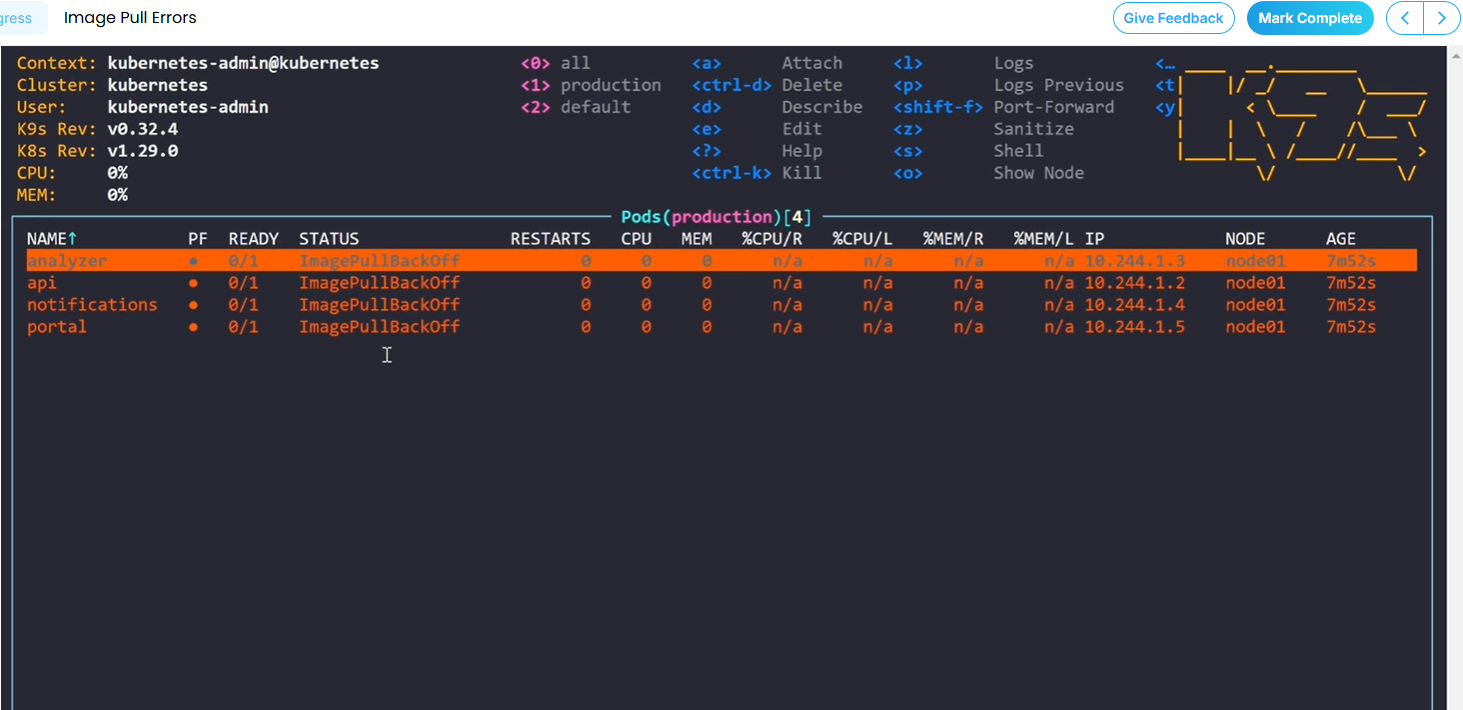 gress
Image Pull Errors
Give Feedback
Mark Complete
Context: kubernetes-admin@kubernetes <0> all <a> Attach <l> Logs <…
Cluster: kubernetes <1> production <ctrl-d> Delete <p> Logs Previous <t
User: kubernetes-admin <2> default <d> Describe <shift-f> Port-Forward <y
K9s Rev: v0.32.4 <e> Edit <z> Sanitize
K8s Rev: v1.29.0 <?> Help <s> Shell
CPU: 0% <ctrl-k> Kill <o> Show Node
MEM: 0%
Pods(production)[4]
NAME↑ PF READY STATUS RESTARTS CPU MEM %CPU/R %CPU/L %MEM/R %MEM/L IP NODE AGE
analyzer ● 0/1 ImagePullBackOff 0 0 0 n/a n/a n/a n/a 10.244.1.3 node01 7m52s
api ● 0/1 ImagePullBackOff 0 0 0 n/a n/a n/a n/a 10.244.1.2 node01 7m52s
notifications ● 0/1 ImagePullBackOff 0 0 0 n/a n/a n/a n/a 10.244.1.4 node01 7m52s
portal ● 0/1 ImagePullBackOff 0 0 0 n/a n/a n/a n/a 10.244.1.5 node01 7m52s